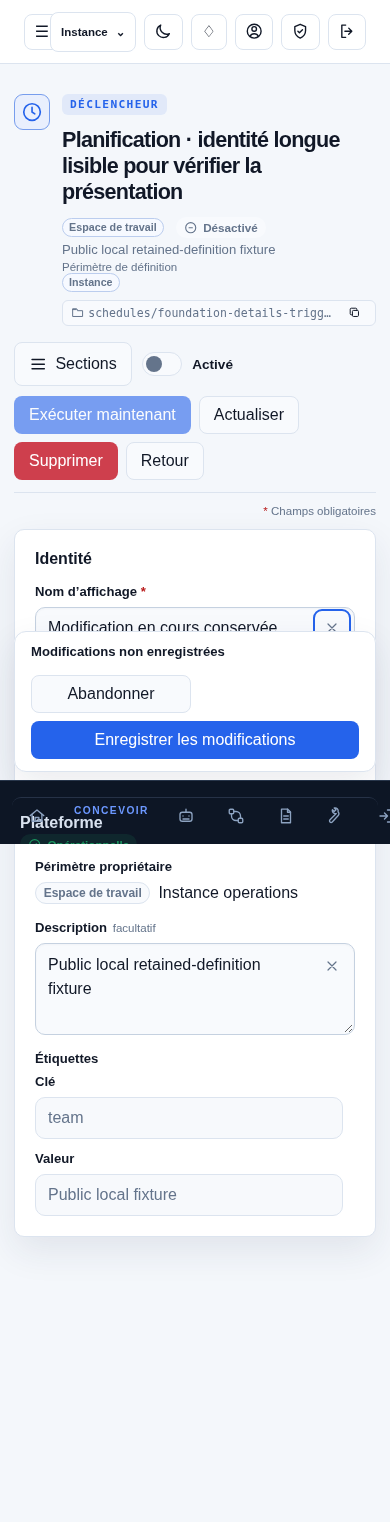 Instance
DÉCLENCHEUR
Planification · identité longue
lisible pour vérifier la
présentation
Espace de travail
Désactivé
Public local retained-definition fixture
Périmètre de définition
Instance
schedules/foundation-details-trigg…
Sections
Activé
Exécuter maintenant
Actualiser
Supprimer
Retour
* Champs obligatoires
Identité
Nom d’affichage *
Modification en cours conservée
Modifications non enregistrées
Abandonner
Enregistrer les modifications
CONCEVOIR
Plateforme
Opérationnelle
Périmètre propriétaire
Espace de travail Instance operations
Description facultatif
Public local retained-definition
fixture
Étiquettes
Clé
team
Valeur
Public local fixture